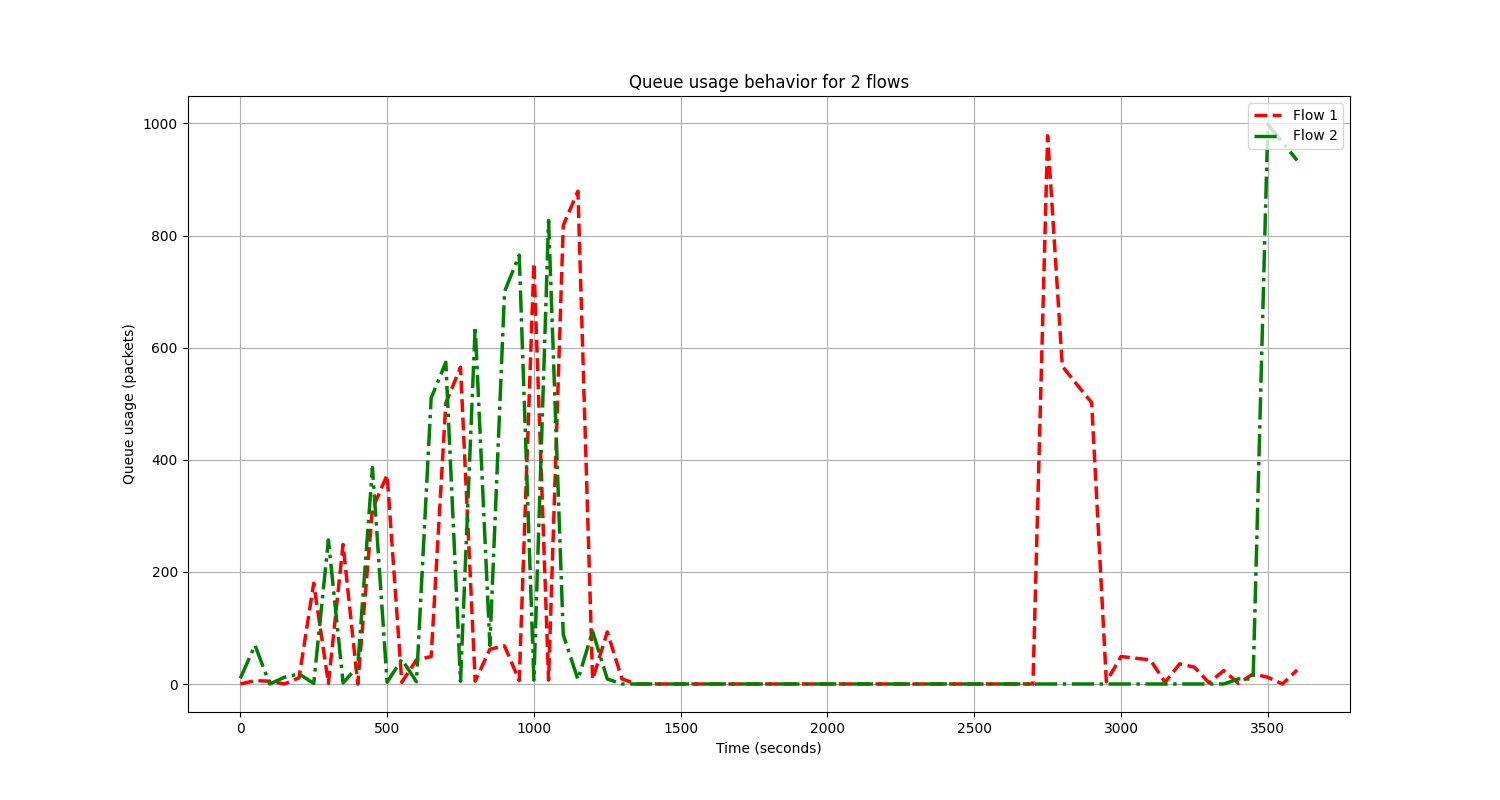 Queue usage behavior for 2 flows
Flow 1
Flow 2
1000
800
600
400
200
0
Queue usage (packets)
0 500 1000 1500 2000 2500 3000 3500
Time (seconds)